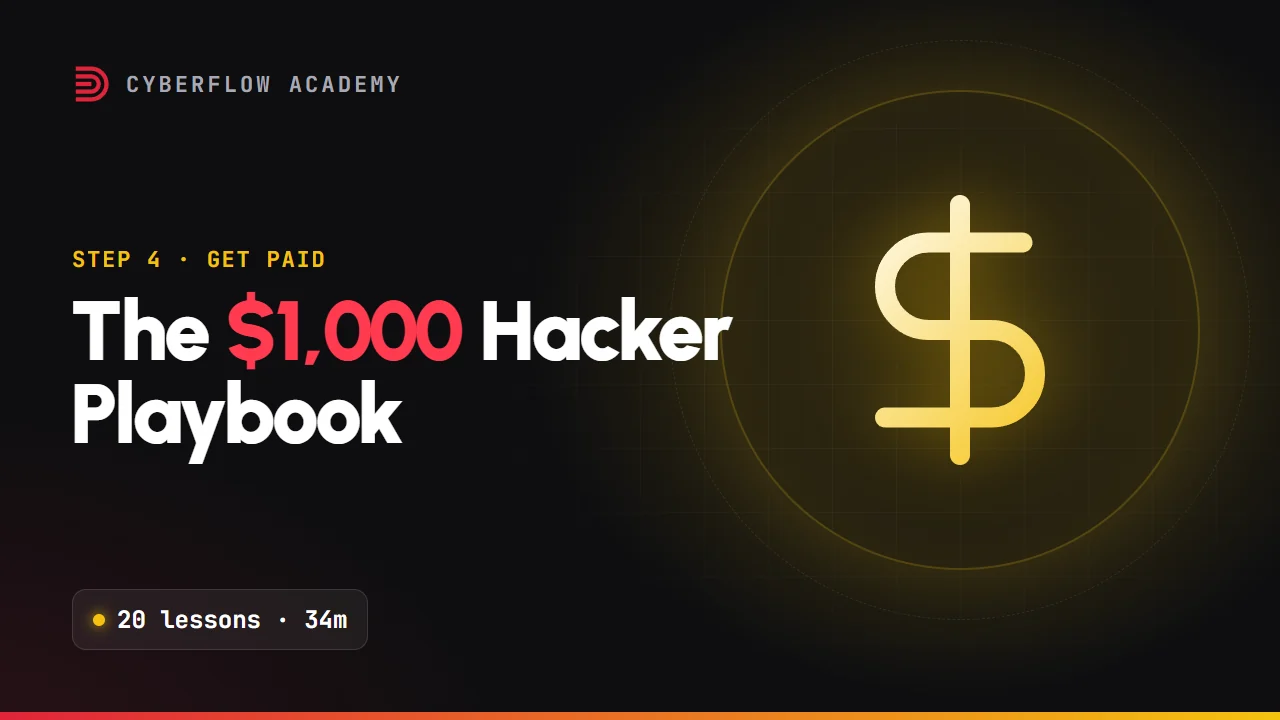 CYBERFLOW ACADEMY
STEP 4 · GET PAID
The $1,000 Hacker
Playbook
20 lessons · 34m